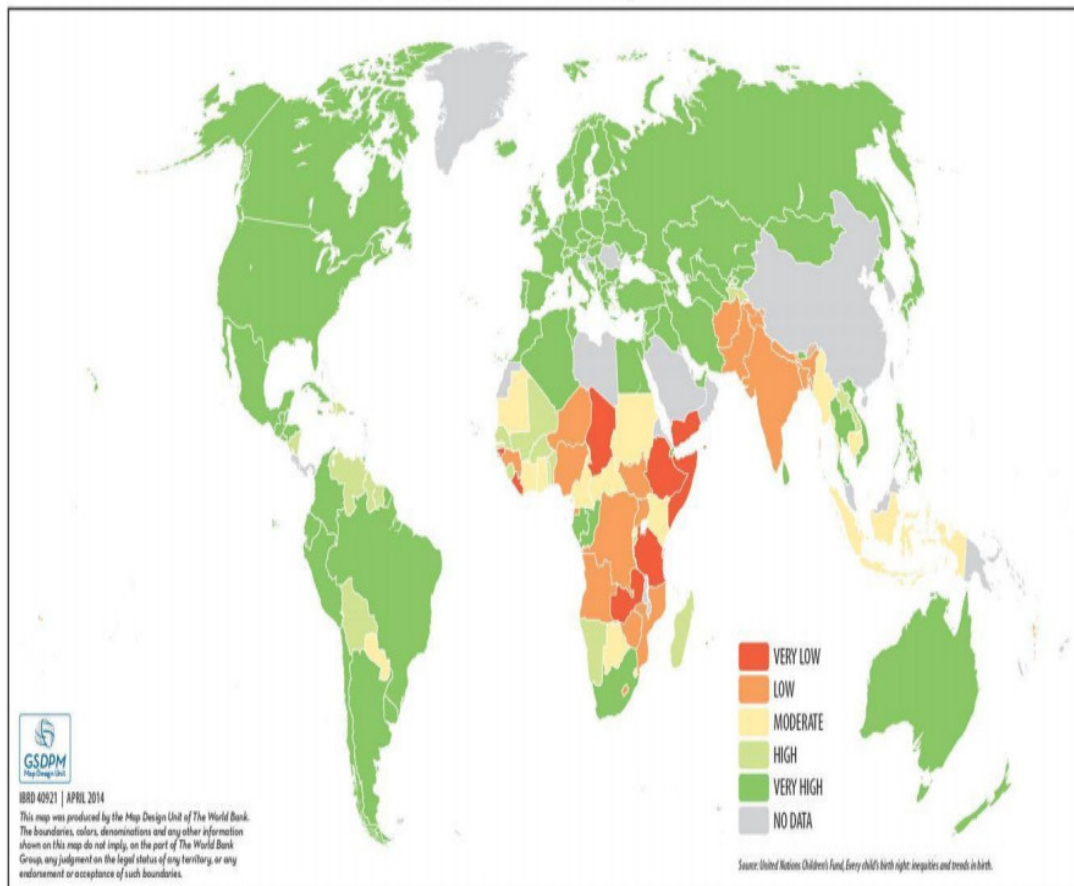 VERY LOW
LOW
MODERATE
HIGH
VERY HIGH
NO DATA
GSDPM
Map Design Unit
IBRD 40921 | APRIL 2014
This map was produced by the Map Design Unit of The World Bank.
The boundaries, colors, denominations and any other information
shown on this map do not imply, on the part of The World Bank
Group, any judgment on the legal status of any territory, or any
endorsement or acceptance of such boundaries.
Source: United Nations Children's Fund, Every child's birth right: inequities and trends in birth.